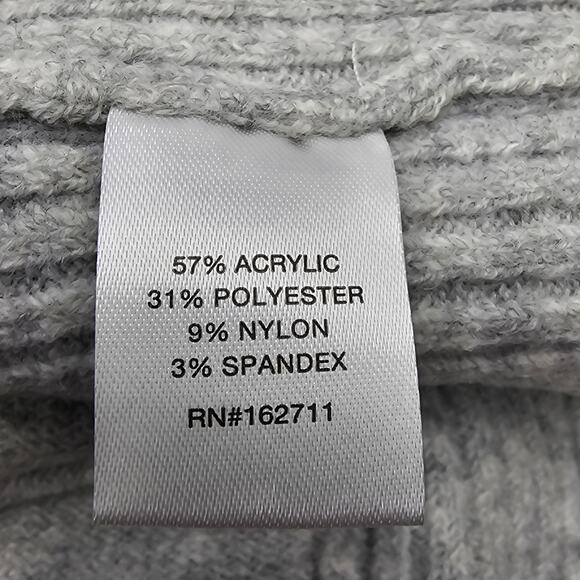 57% ACRYLIC
31% POLYESTER
9% NYLON
3% SPANDEX
RN#162711